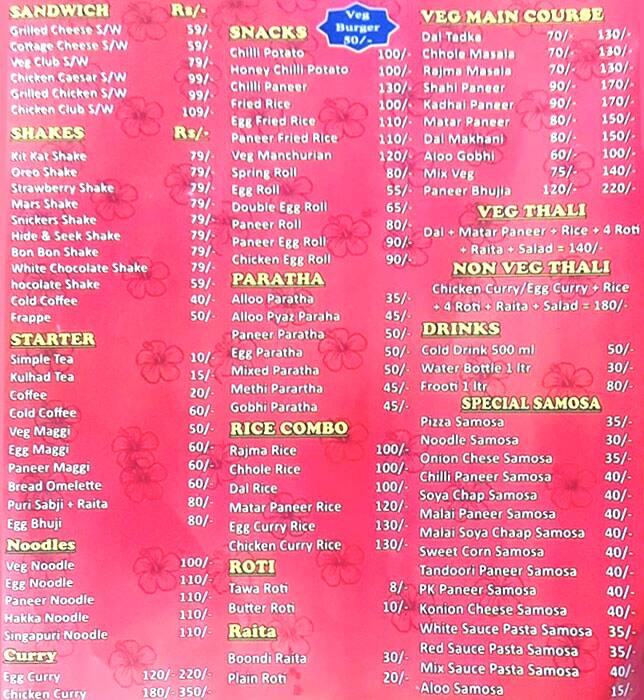 SANDWICH Rs/-
Grilled Cheese S/W 59/-
Cottage Cheese S/W 59/-
Veg Club S/W 79/-
Chicken Caesar S/W 99/-
Grilled Chicken S/W 99/-
Chicken Club S/W 109/-
SHAKES Rs/-
Kit Kat Shake 79/-
Oreo Shake 79/-
Strawberry Shake 79/-
Mars Shake 79/-
Snickers Shake 79/-
Hide & Seek Shake 79/-
Bon Bon Shake 79/-
White Chocolate Shake 79/-
hocolate Shake 59/-
Cold Coffee 40/-
Frappe 50/-
STARTER
Simple Tea 10/-
Kulhad Tea 15/-
Coffee 20/-
Cold Coffee 60/-
Veg Maggi 50/-
Egg Maggi 60/-
Paneer Maggi 60/-
Bread Omelette 60/-
Puri Sabji + Raita 80/-
Egg Bhuji 80/-
Noodles
Veg Noodle 100/-
Egg Noodle 110/-
Paneer Noodle 110/-
Hakka Noodle 110/-
Singapuri Noodle 110/-
Curry
Egg Curry 120/- 220/-
Chicken Curry 180/- 350/-
Veg
Burger
50/-
SNACKS
Chilli Potato 100/-
Honey Chilli Potato 100/-
Chilli Paneer 130/-
Fried Rice 100/-
Egg Fried Rice 110/-
Paneer Fried Rice 110/-
Veg Manchurian 120/-
Spring Roll 80/-
Egg Roll 55/-
Double Egg Roll 65/-
Paneer Roll 80/-
Paneer Egg Roll 90/-
Chicken Egg Roll 90/-
PARATHA
Alloo Paratha 35/-
Alloo Pyaz Paraha 45/-
Paneer Paratha 50/-
Egg Paratha 50/-
Mixed Paratha 50/-
Methi Parartha 45/-
Gobhi Paratha 45/-
RICE COMBO
Rajma Rice 100/-
Chhole Rice 100/-
Dal Rice 100/-
Matar Paneer Rice 120/-
Egg Curry Rice 130/-
Chicken Curry Rice 130/-
ROTI
Tawa Roti 8/-
Butter Roti 10/-
Raita
Boondi Raita 30/-
Plain Roti 20/-
VEG MAIN COURSE
Dal Tadka 70/- 130/-
Chhole Masala 70/- 130/-
Rajma Masala 70/- 130/-
Shahi Paneer 90/- 170/-
Kadhai Paneer 90/- 170/-
Matar Paneer 80/- 150/-
Dal Makhani 80/- 150/-
Aloo Gobhi 60/- 100/-
Mix Veg 75/- 140/-
Paneer Bhujia 120/- 220/-
VEG THALI
Dal + Matar Paneer + Rice + 4 Roti
+ Raita + Salad = 140/-
NON VEG THALI
Chicken Curry/Egg Curry + Rice
+ 4 Roti + Raita + Salad = 180/-
DRINKS
Cold Drink 500 ml 50/-
Water Bottle 1 ltr 30/-
Frooti 1 ltr 80/-
SPECIAL SAMOSA
Pizza Samosa 35/-
Noodle Samosa 30/-
Onion Chese Samosa 35/-
Chilli Paneer Samosa 40/-
Soya Chap Samosa 40/-
Malai Paneer Samosa 40/-
Malai Soya Chaap Samosa 40/-
Sweet Corn Samosa 40/-
Tandoori Paneer Samosa 40/-
PK Paneer Samosa 40/-
Konion Cheese Samosa 40/-
White Sauce Pasta Samosa 35/-
Red Sauce Pasta Samosa 35/-
Mix Sauce Pasta Samosa 40/-
Aloo Samosa 15/-